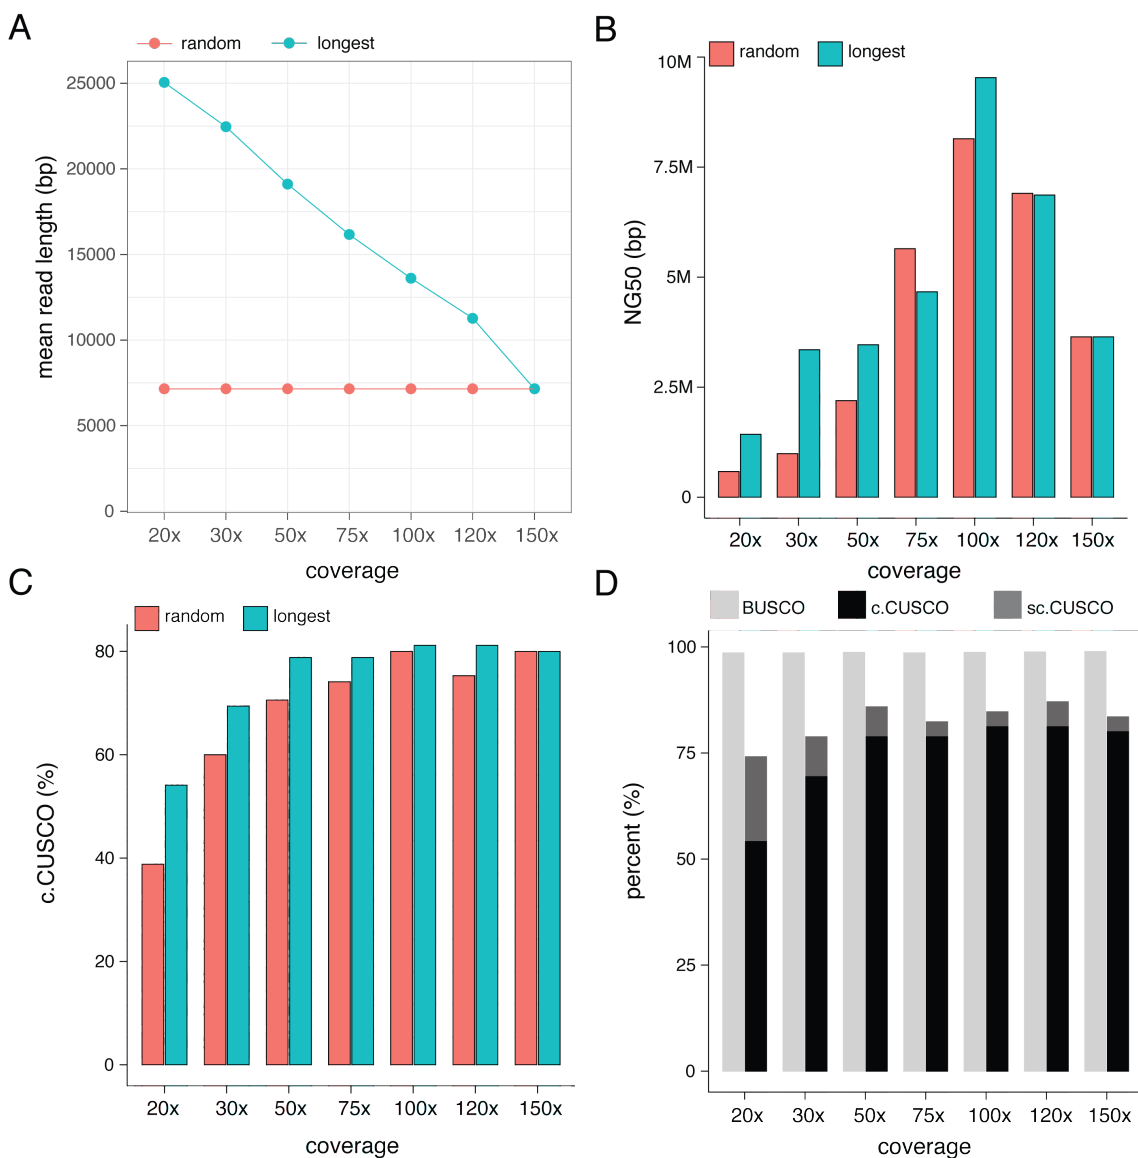 A
random longest
mean read length (bp)
25000
20000
15000
10000
5000
0
20x 30x 50x 75x 100x 120x 150x
coverage
B
random longest
NG50 (bp)
10M
7.5M
5M
2.5M
0
20x 30x 50x 75x 100x 120x 150x
coverage
C
random longest
c.CUSCO (%)
80
60
40
20
0
20x 30x 50x 75x 100x 120x 150x
coverage
D
BUSCO c.CUSCO sc.CUSCO
percent (%)
100
75
50
25
0
20x 30x 50x 75x 100x 120x 150x
coverage